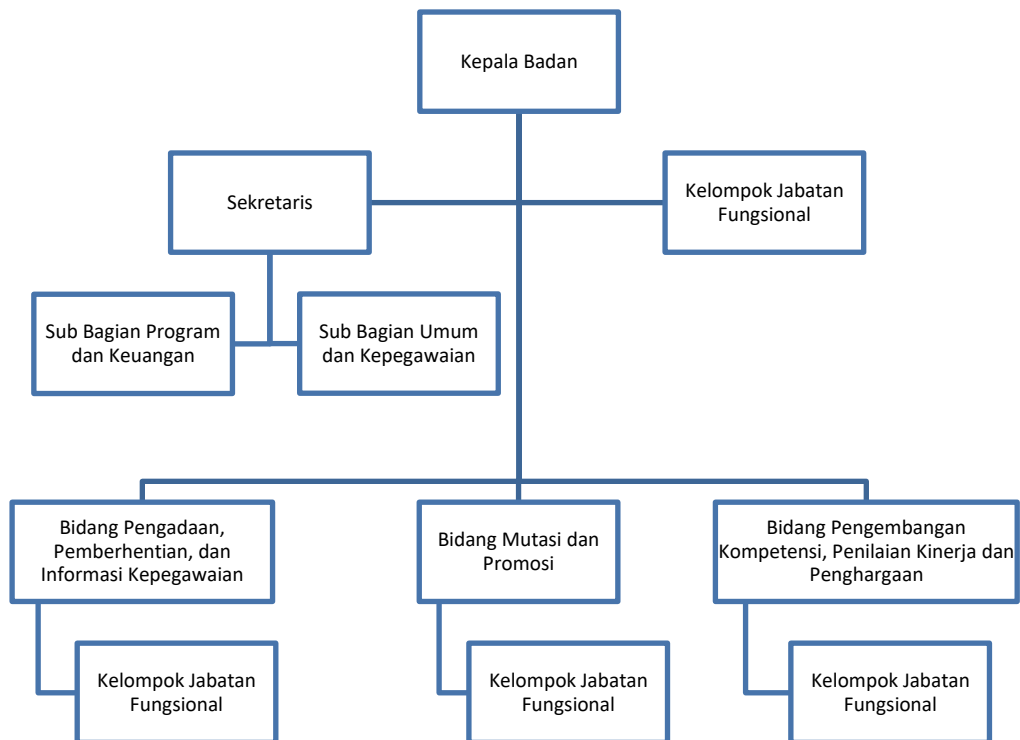 Kepala Badan
Sekretaris
Kelompok Jabatan
Fungsional
Sub Bagian Program
dan Keuangan
Sub Bagian Umum
dan Kepegawaian
Bidang Pengadaan,
Pemberhentian, dan
Informasi Kepegawaian
Bidang Mutasi dan
Promosi
Bidang Pengembangan
Kompetensi, Penilaian Kinerja dan
Penghargaan
Kelompok Jabatan
Fungsional
Kelompok Jabatan
Fungsional
Kelompok Jabatan
Fungsional